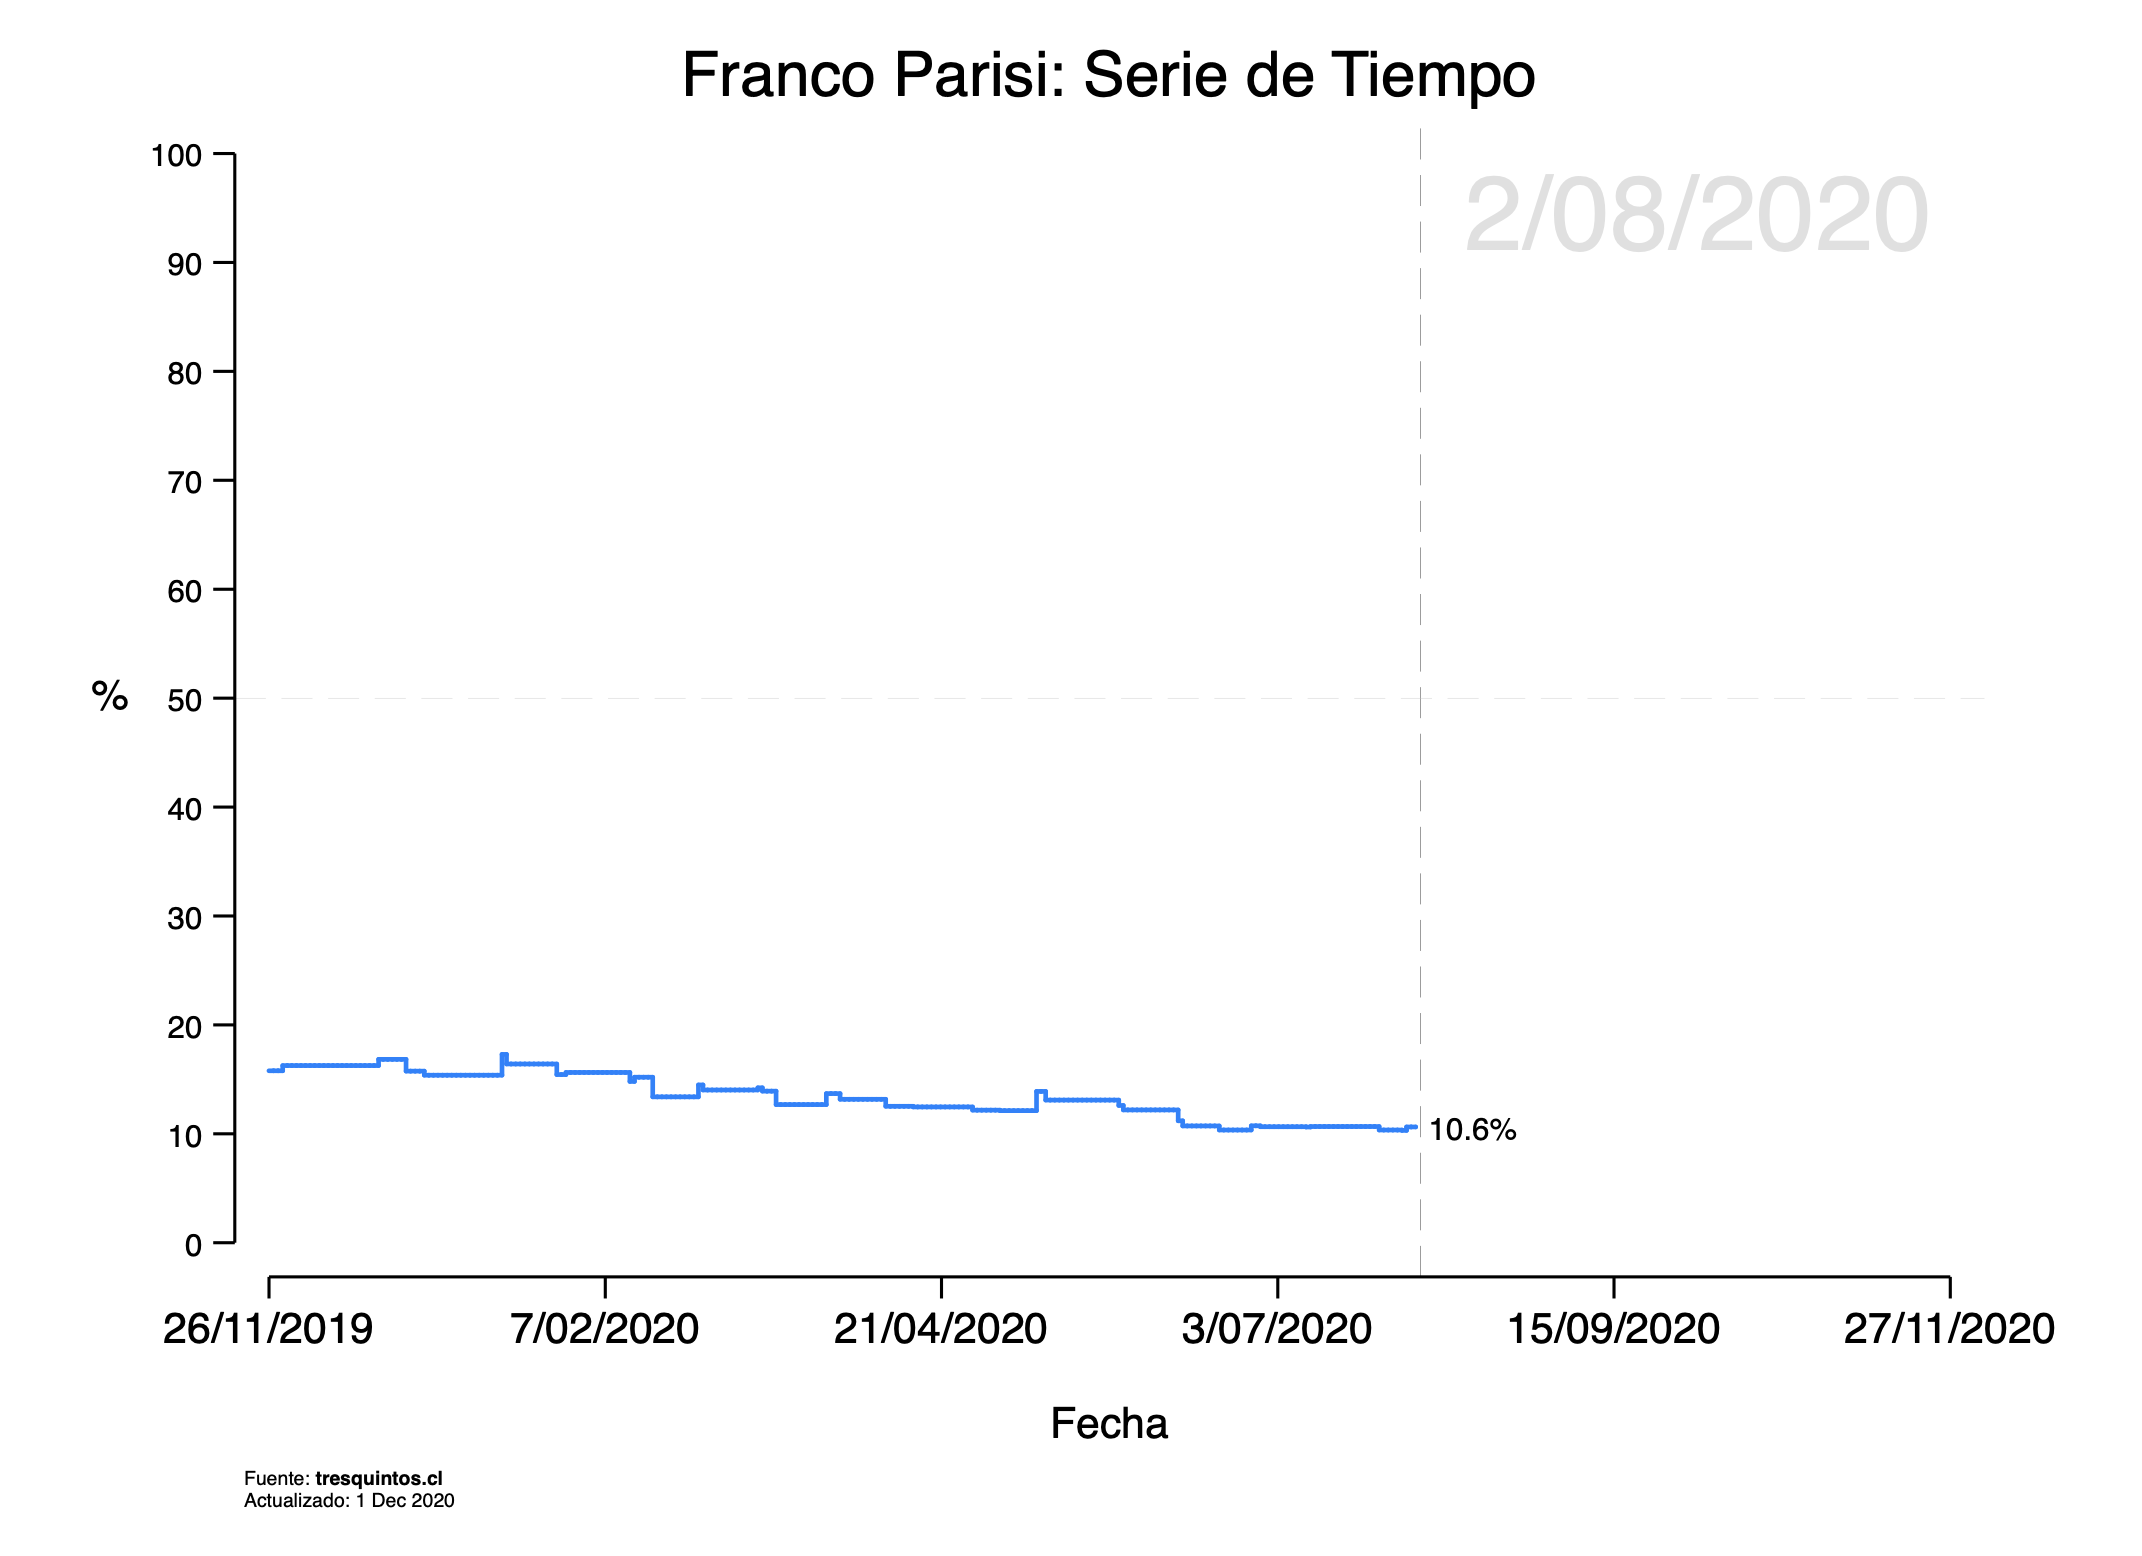 Franco Parisi: Serie de Tiempo
2/08/2020
100
90
80
70
60
50
40
30
20
10
0
%
10.6%
26/11/2019 7/02/2020 21/04/2020 3/07/2020 15/09/2020 27/11/2020
Fecha
Fuente: tresquintos.cl
Actualizado: 1 Dec 2020